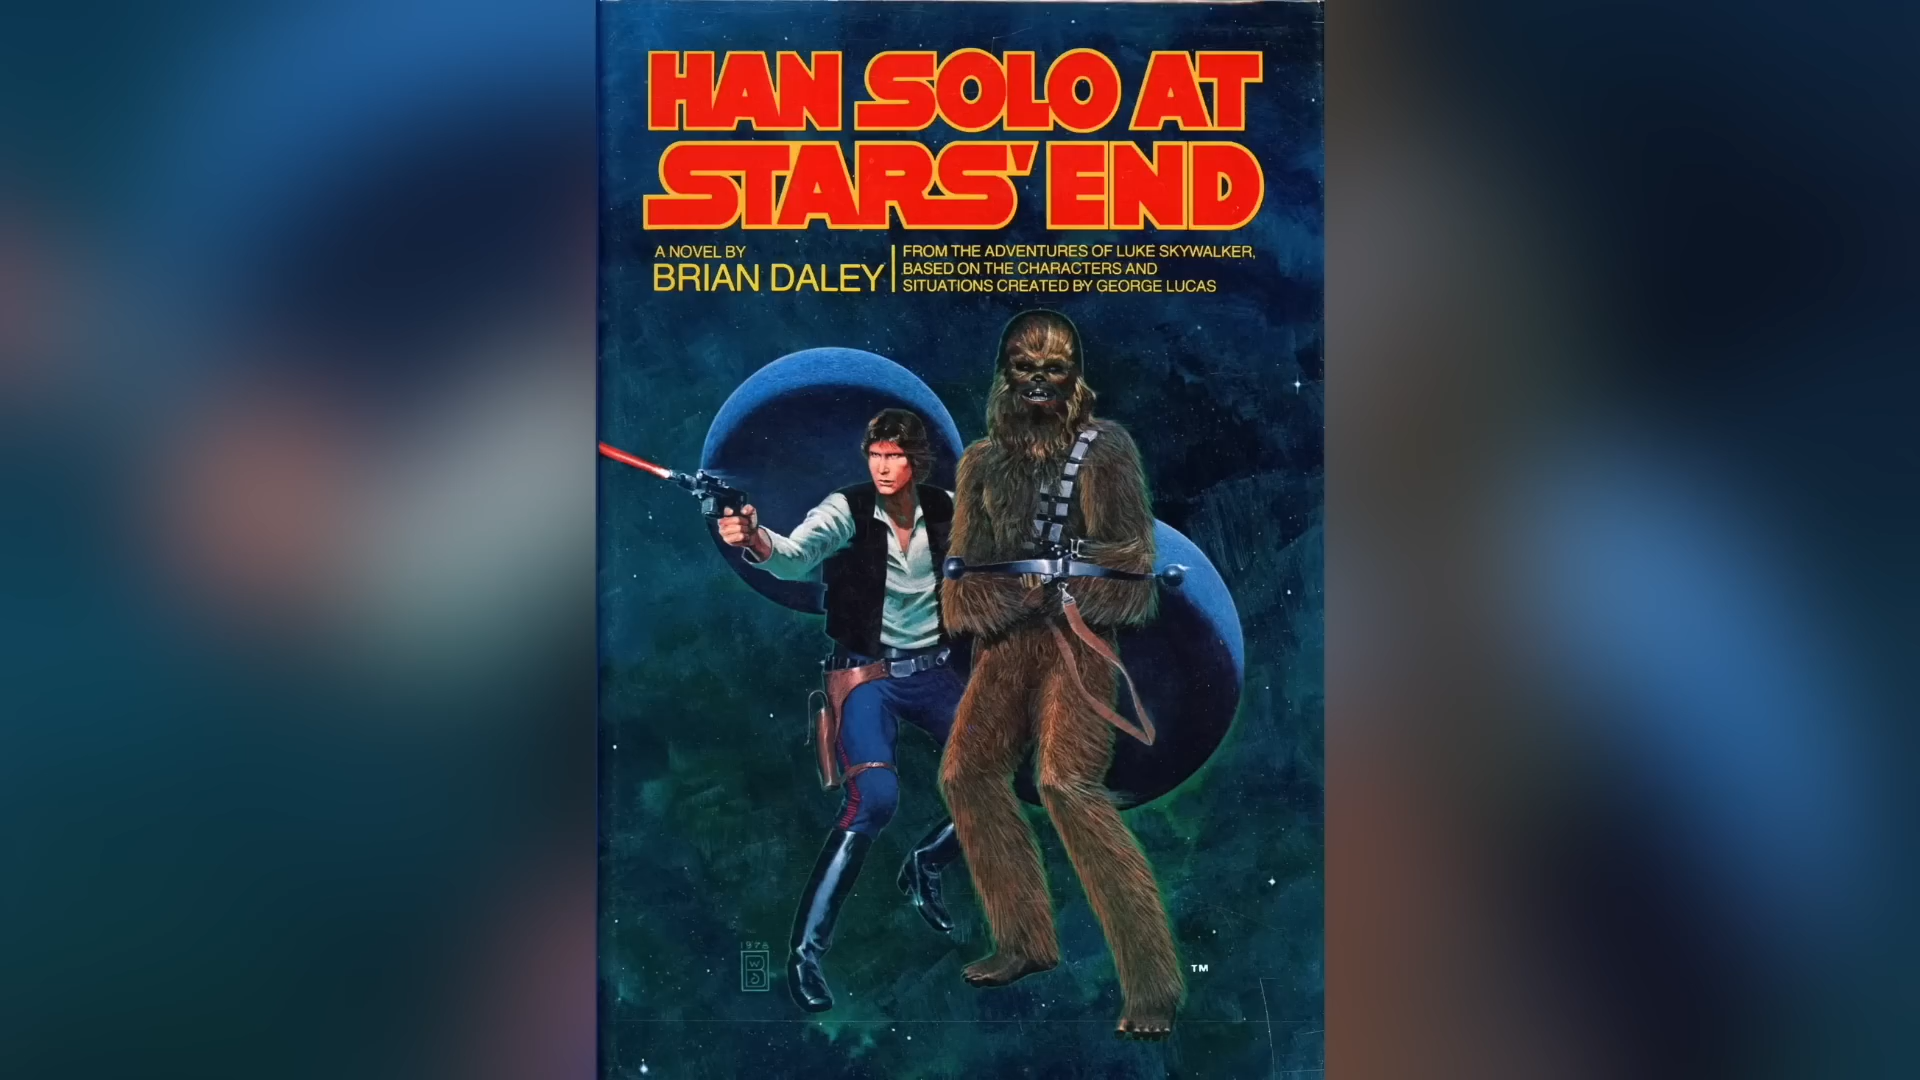 HAN SOLO AT
STARS' END
A NOVEL BY
BRIAN DALEY
FROM THE ADVENTURES OF LUKE SKYWALKER,
BASED ON THE CHARACTERS AND
SITUATIONS CREATED BY GEORGE LUCAS
1978
TM